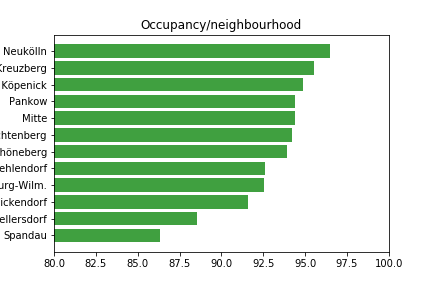 Occupancy/neighbourhood
Neukölln
Kreuzberg
Köpenick
Pankow
Mitte
chtenberg
höneberg
ehlendorf
urg-Wilm.
ickendorf
ellersdorf
Spandau
80.0 82.5 85.0 87.5 90.0 92.5 95.0 97.5 100.0